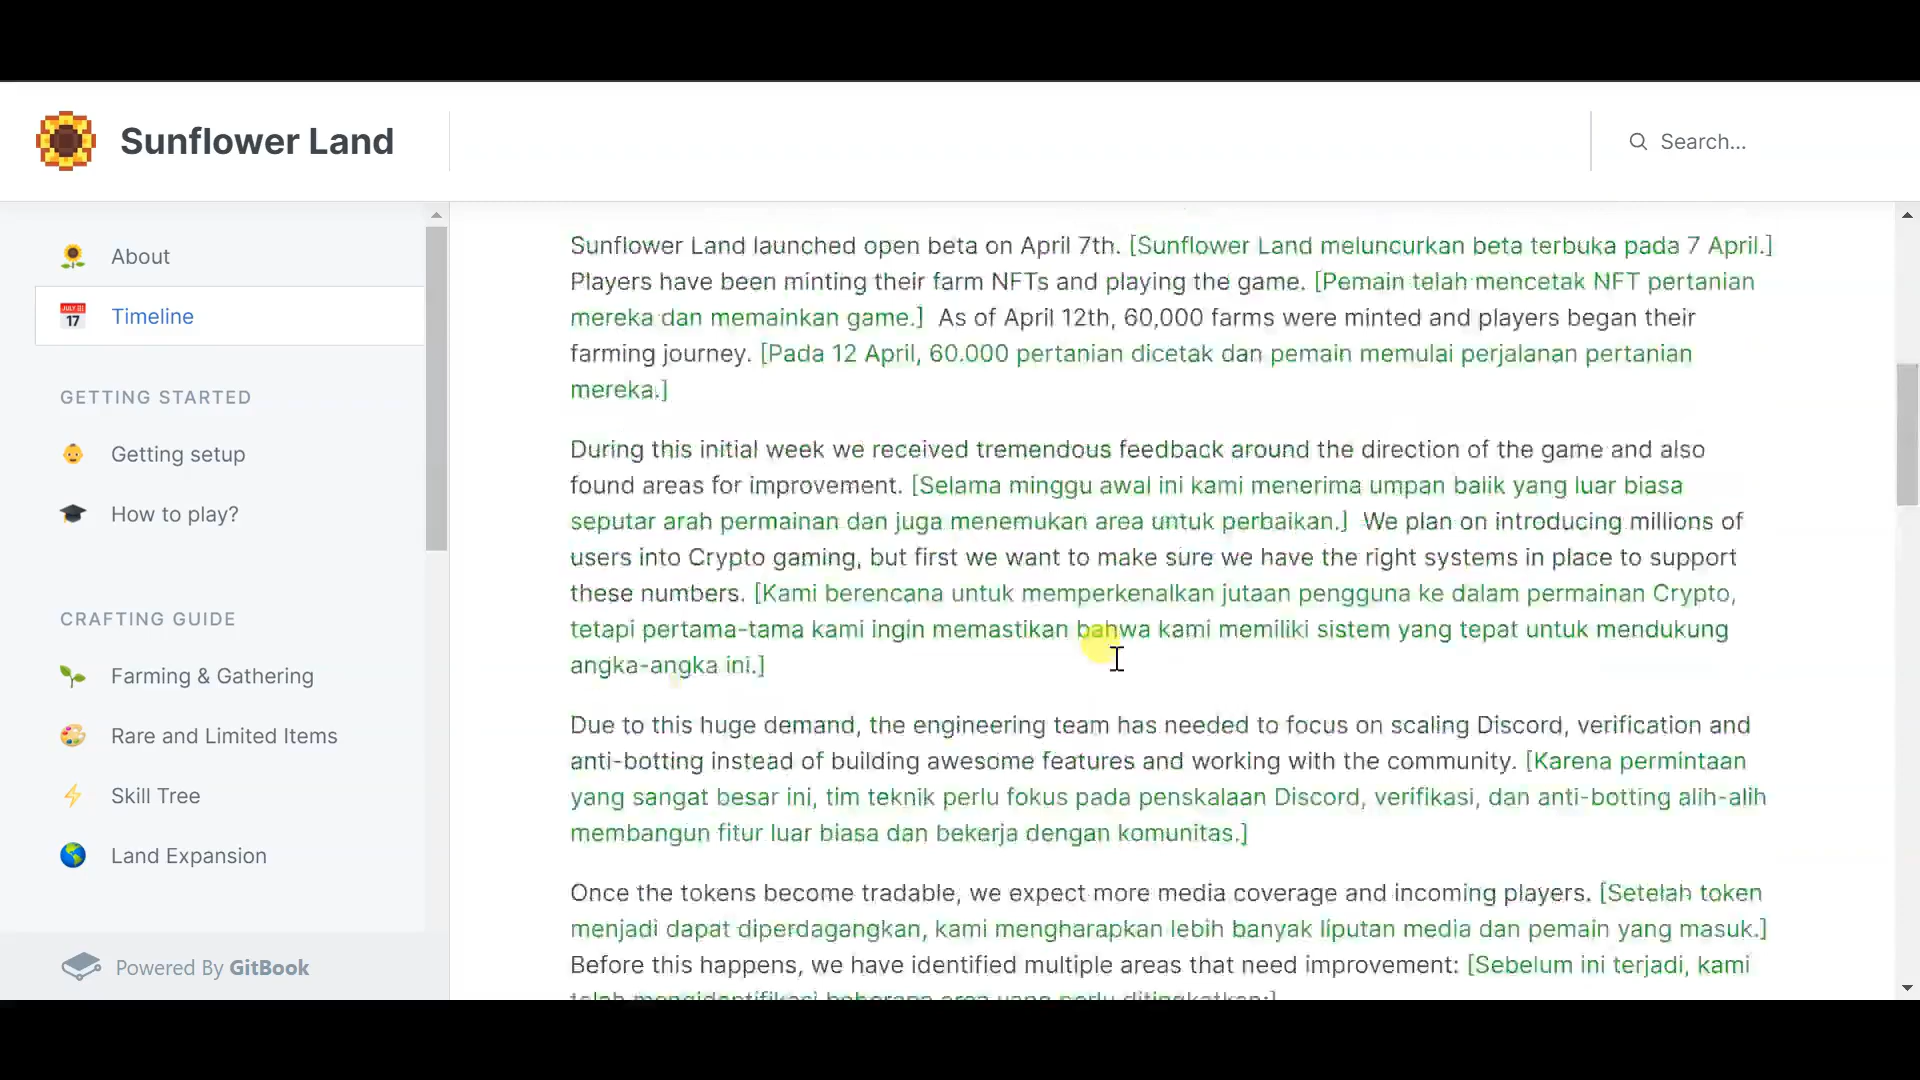 Sunflower Land
Search...
About
JULY
17
Timeline
GETTING STARTED
Getting setup
How to play?
CRAFTING GUIDE
Farming & Gathering
Rare and Limited Items
Skill Tree
Land Expansion
Powered By GitBook
Sunflower Land launched open beta on April 7th. [Sunflower Land meluncurkan beta terbuka pada 7 April.]
Players have been minting their farm NFTs and playing the game. [Pemain telah mencetak NFT pertanian
mereka dan memainkan game.] As of April 12th, 60,000 farms were minted and players began their
farming journey. [Pada 12 April, 60.000 pertanian dicetak dan pemain memulai perjalanan pertanian
mereka.]
During this initial week we received tremendous feedback around the direction of the game and also
found areas for improvement. [Selama minggu awal ini kami menerima umpan balik yang luar biasa
seputar arah permainan dan juga menemukan area untuk perbaikan.] We plan on introducing millions of
users into Crypto gaming, but first we want to make sure we have the right systems in place to support
these numbers. [Kami berencana untuk memperkenalkan jutaan pengguna ke dalam permainan Crypto,
tetapi pertama-tama kami ingin memastikan bahwa kami memiliki sistem yang tepat untuk mendukung
angka-angka ini.]
Due to this huge demand, the engineering team has needed to focus on scaling Discord, verification and
anti-botting instead of building awesome features and working with the community. [Karena permintaan
yang sangat besar ini, tim teknik perlu fokus pada penskalaan Discord, verifikasi, dan anti-botting alih-alih
membangun fitur luar biasa dan bekerja dengan komunitas.]
Once the tokens become tradable, we expect more media coverage and incoming players. [Setelah token
menjadi dapat diperdagangkan, kami mengharapkan lebih banyak liputan media dan pemain yang masuk.]
Before this happens, we have identified multiple areas that need improvement: [Sebelum ini terjadi, kami
telah mengidentifikasi beberapa area yang perlu ditingkatkan:]